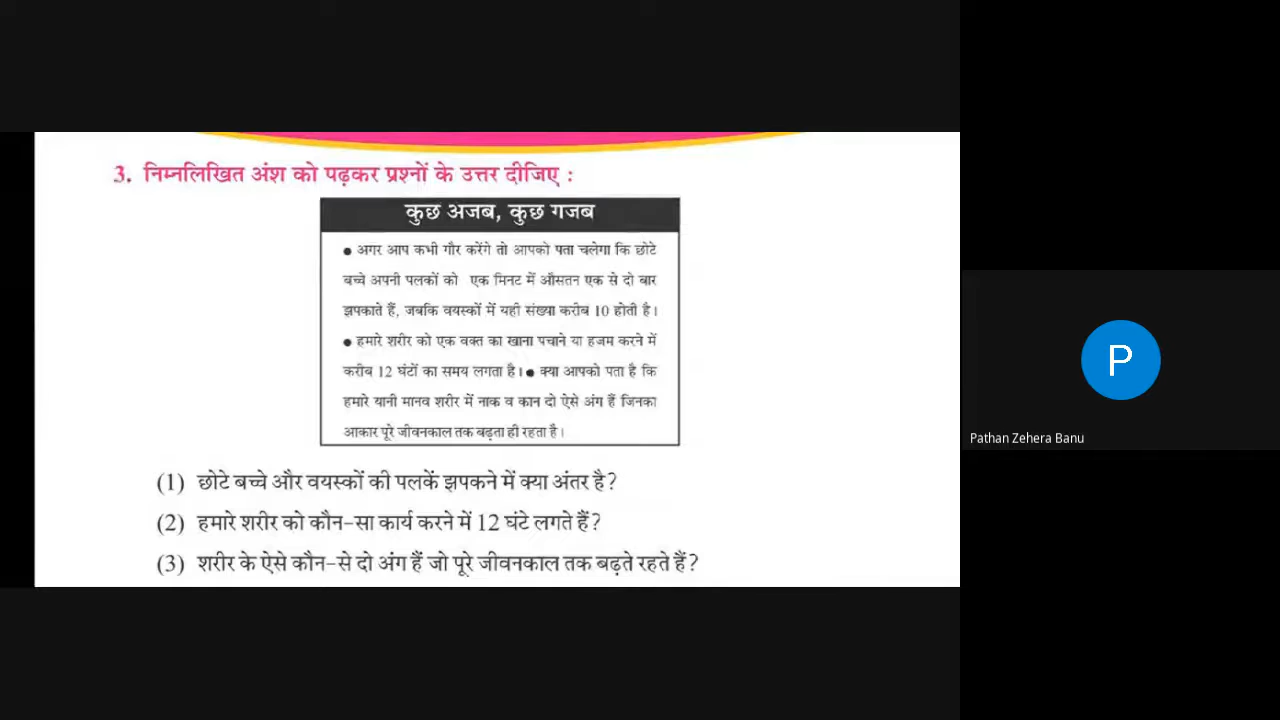 3. निम्नलिखित अंश को पढ़कर प्रश्नों के उत्तर दीजिए :
कुछ अजब, कुछ गजब
● अगर आप कभी गौर करेंगे तो आपको पता चलेगा कि छोटे
बच्चे अपनी पलकों को एक मिनट में औसतन एक से दो बार
झपकाते हैं, जबकि वयस्कों में यही संख्या करीब 10 होती है।
● हमारे शरीर को एक वक्त का खाना पचाने या हजम करने में
करीब 12 घंटों का समय लगता है। ● क्या आपको पता है कि
हमारे यानी मानव शरीर में नाक व कान दो ऐसे अंग हैं जिनका
आकार पूरे जीवनकाल तक बढ़ता ही रहता है।
(1) छोटे बच्चे और वयस्कों की पलकें झपकने में क्या अंतर है?
(2) हमारे शरीर को कौन-सा कार्य करने में 12 घंटे लगते हैं?
(3) शरीर के ऐसे कौन-से दो अंग हैं जो पूरे जीवनकाल तक बढ़ते रहते हैं?
P
Pathan Zehera Banu